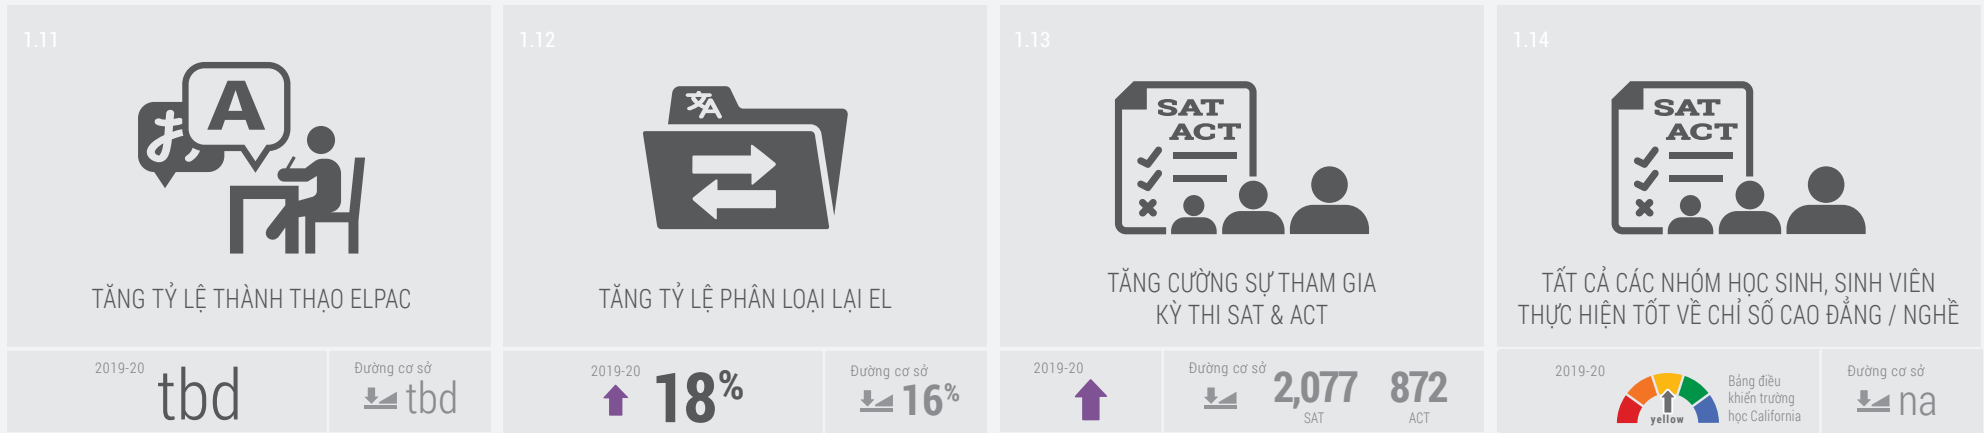 1.11
あ A
TĂNG TỶ LỆ THÀNH THẠO ELPAC
2019-20
tbd
Đường cơ sở
tbd
1.12
文A
TĂNG TỶ LỆ PHÂN LOẠI LẠI EL
2019-20
18%
Đường cơ sở
16%
1.13
SAT
ACT
TĂNG CƯỜNG SỰ THAM GIA
KỲ THI SAT & ACT
2019-20
Đường cơ sở
2,077
SAT
872
ACT
1.14
SAT
ACT
TẤT CẢ CÁC NHÓM HỌC SINH, SINH VIÊN
THỰC HIỆN TỐT VỀ CHỈ SỐ CAO ĐẲNG / NGHỀ
2019-20
yellow
Bảng điều
khiển trường
học California
Đường cơ sở
na